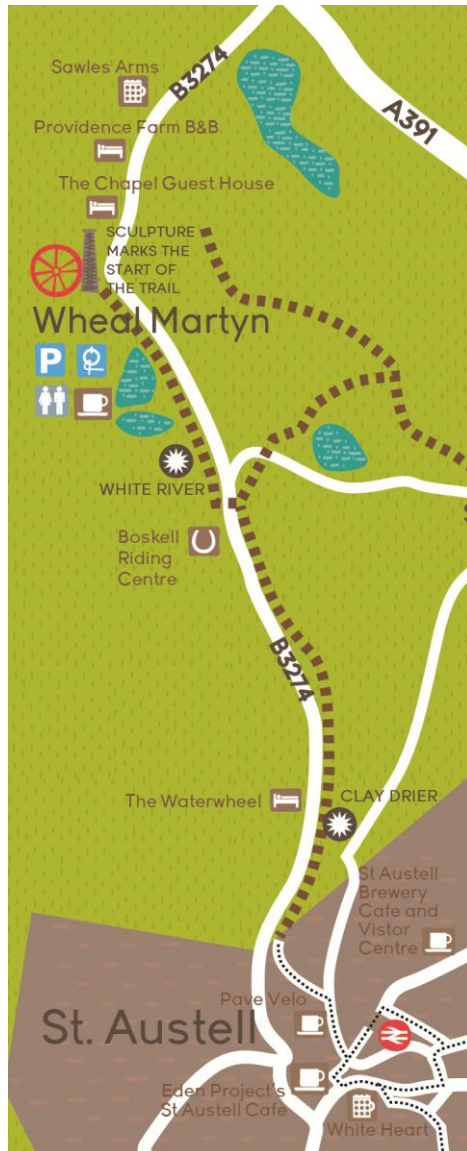 Sawles Arms
B3274
A391
Providence Farm B&B
The Chapel Guest House
SCULPTURE
MARKS THE
START OF
THE TRAIL
Wheal Martyn
P
WHITE RIVER
Boskell
Riding
Centre
B3274
The Waterwheel
CLAY DRIER
St Austell
Brewery
Cafe and
Vistor
Centre
Pave Velo
St. Austell
Eden Project's
St Austell Cafe
White Heart